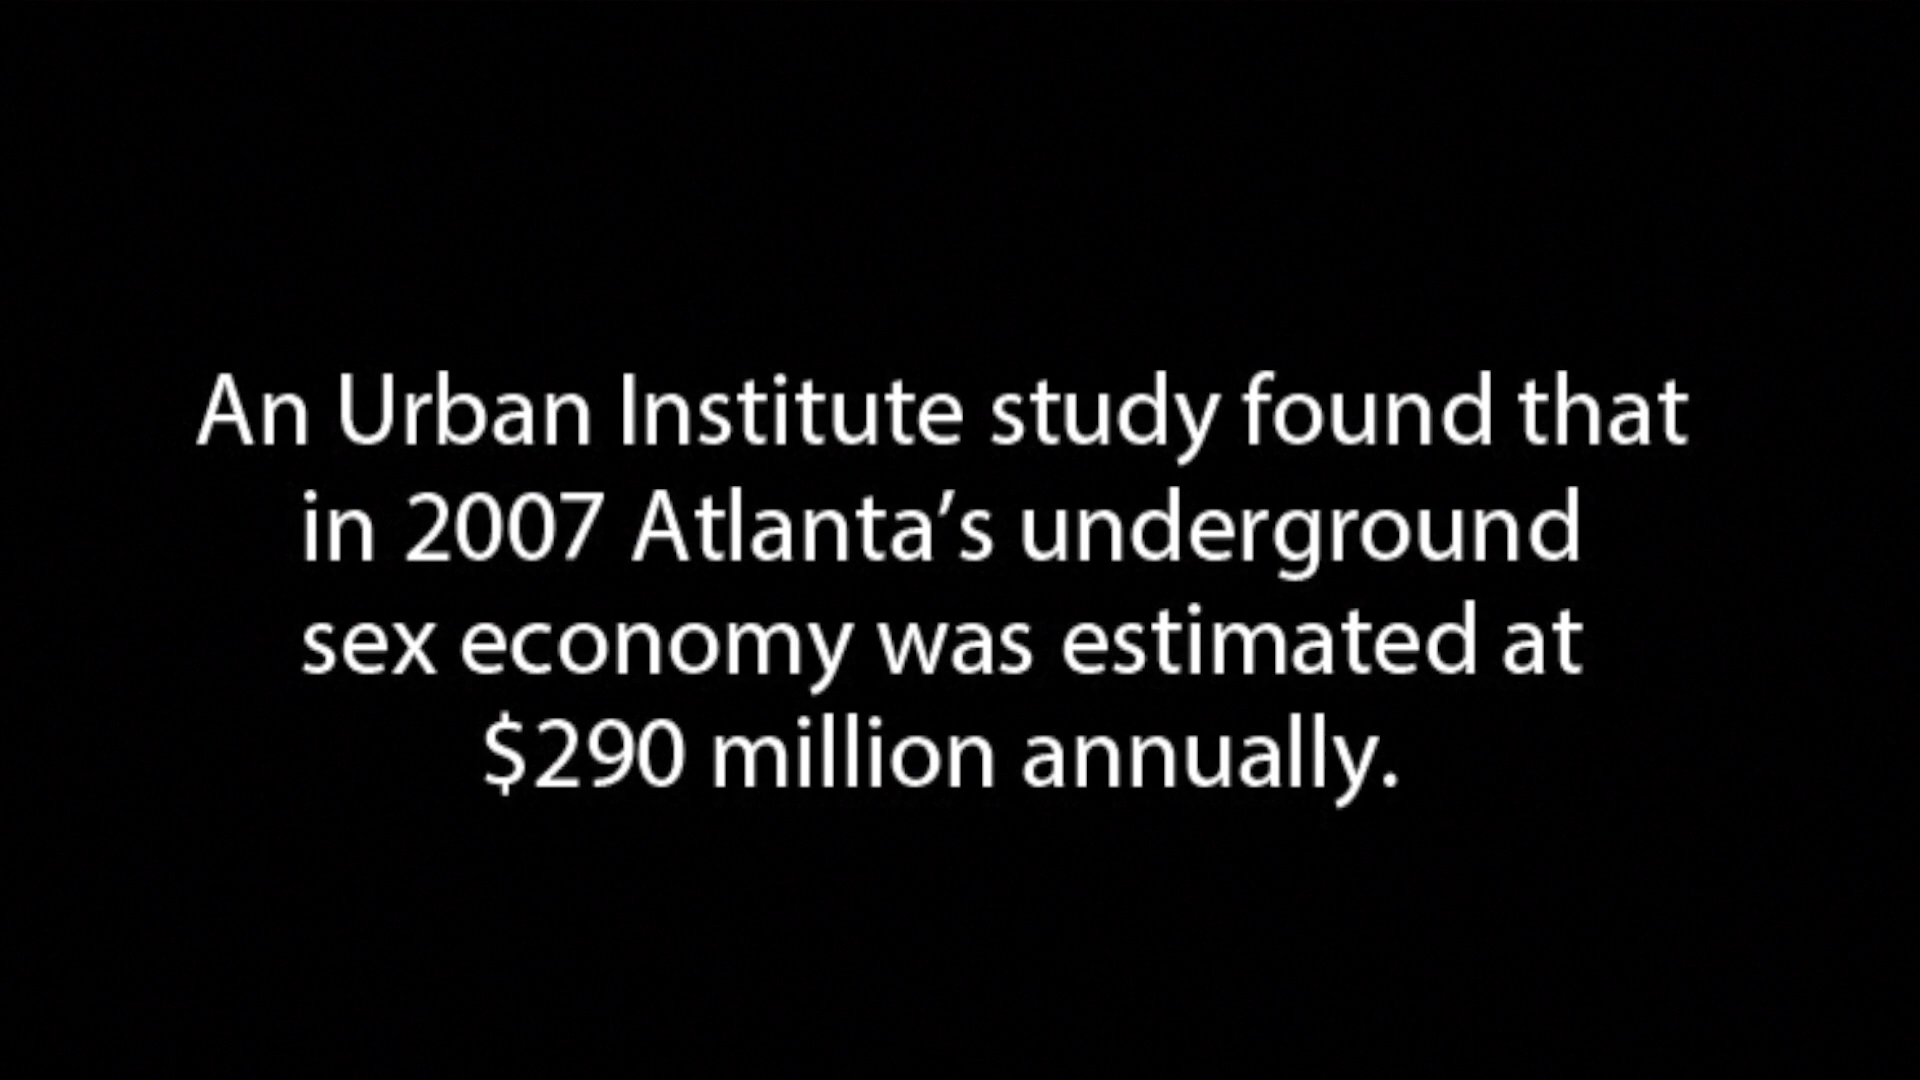 An Urban Institute study found that
in 2007 Atlanta’s underground
sex economy was estimated at
$290 million annually.